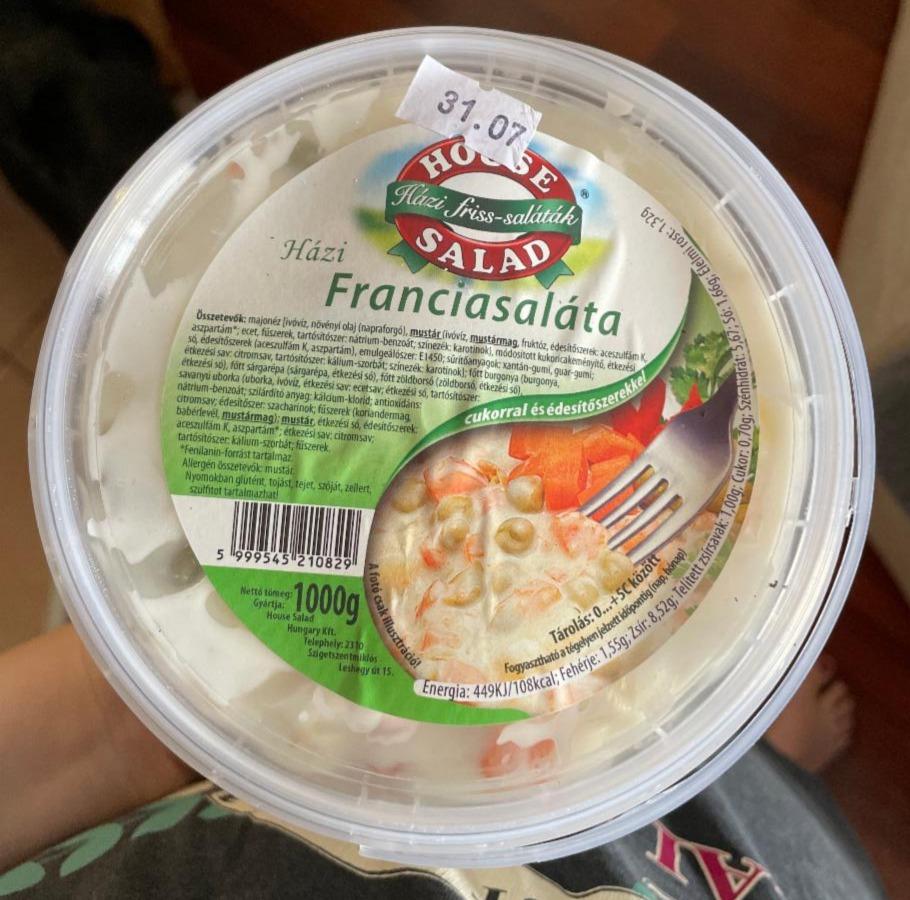 31.07
HOUSE
®
Házi friss-saláták
SALAD
Házi
Franciasaláta
Összetevők: majonéz [ivóvíz, növényi olaj (napraforgó), mustár (ivóvíz, mustármag, fruktóz, édesítőszerek: aceszulfám K,
aszpartám*; ecet, fűszerek, tartósítószer: nátrium-benzoát; színezék: karotinok), módosított kukoricakeményítő, étkezési
só, édesítőszerek (aceszulfám K, aszpartám), emulgeálószer: E1450; sűrítőanyagok: xantán-gumi, guar-gumi;
étkezési sav: citromsav, tartósítószer: kálium-szorbát; színezék: karotinok]; főtt burgonya (burgonya,
étkezési só), főtt sárgarépa (sárgarépa, étkezési só), főtt zöldborsó (zöldborsó, étkezési só),
savanyú uborka (uborka, ivóvíz, étkezési sav: ecetsav; étkezési só, tartósítószer:
nátrium-benzoát; szilárdító anyag: kálcium-klorid; antioxidáns:
citromsav; édesítőszer: szacharinok; fűszerek (koriandermag,
babérlevél, mustármag); mustár, étkezési só, édesítőszerek:
aceszulfám K, aszpartám*; étkezési sav: citromsav;
tartósítószer: kálium-szorbát; fűszerek.
*Fenilanin-forrást tartalmaz.
Allergén összetevők: mustár.
Nyomokban glutént, tojást, tejet, szóját, zellert,
szulfitot tartalmazhat!
cukorral és édesítőszerekkel
5 999545 210829
Nettó tömeg: 1000g
Gyártja:
House Salad
Hungary Kft.
Telephely: 2310
Szigetszentmiklós
Leshegy út 15.
A fotó csak illusztráció!
Tárolás: 0...+5C között
Fogyasztható a tégelyen jelzett időpontig (nap, hónap)
Energia: 449KJ/108kcal; Fehérje: 1,55g; Zsír: 8,52g; Telített zsírsavak: 1,00g; Cukor: 0,70g; Szénhidrát: 5,67; Só: 1,66g; Élelmi rost: 1,32g